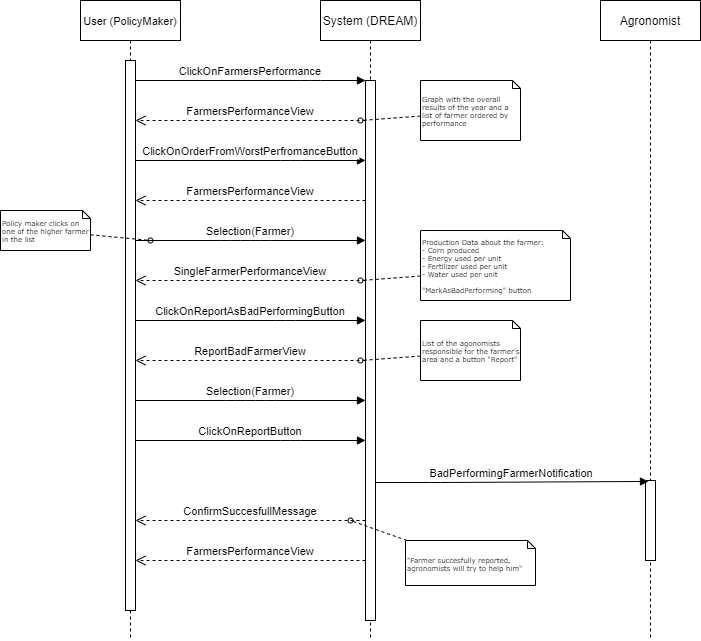 User (PolicyMaker)
System (DREAM)
Agronomist
ClickOnFarmersPerformance
Graph with the overall
results of the year and a
list of farmer ordered by
performance
FarmersPerformanceView
ClickOnOrderFromWorstPerfromanceButton
FarmersPerformanceView
Policy maker clicks on
one of the higher farmer
in the list
Selection(Farmer)
Production Data about the farmer:
- Corn produced
- Energy used per unit
- Fertilizer used per unit
- Water used per unit
"MarkAsBadPerforming" button
SingleFarmerPerformanceView
ClickOnReportAsBadPerformingButton
List of the agonomists
responsible for the farmer's
area and a button "Report"
ReportBadFarmerView
Selection(Farmer)
ClickOnReportButton
BadPerformingFarmerNotification
ConfirmSuccesfullMessage
FarmersPerformanceView
"Farmer succesfully reported,
agronomists will try to help him"